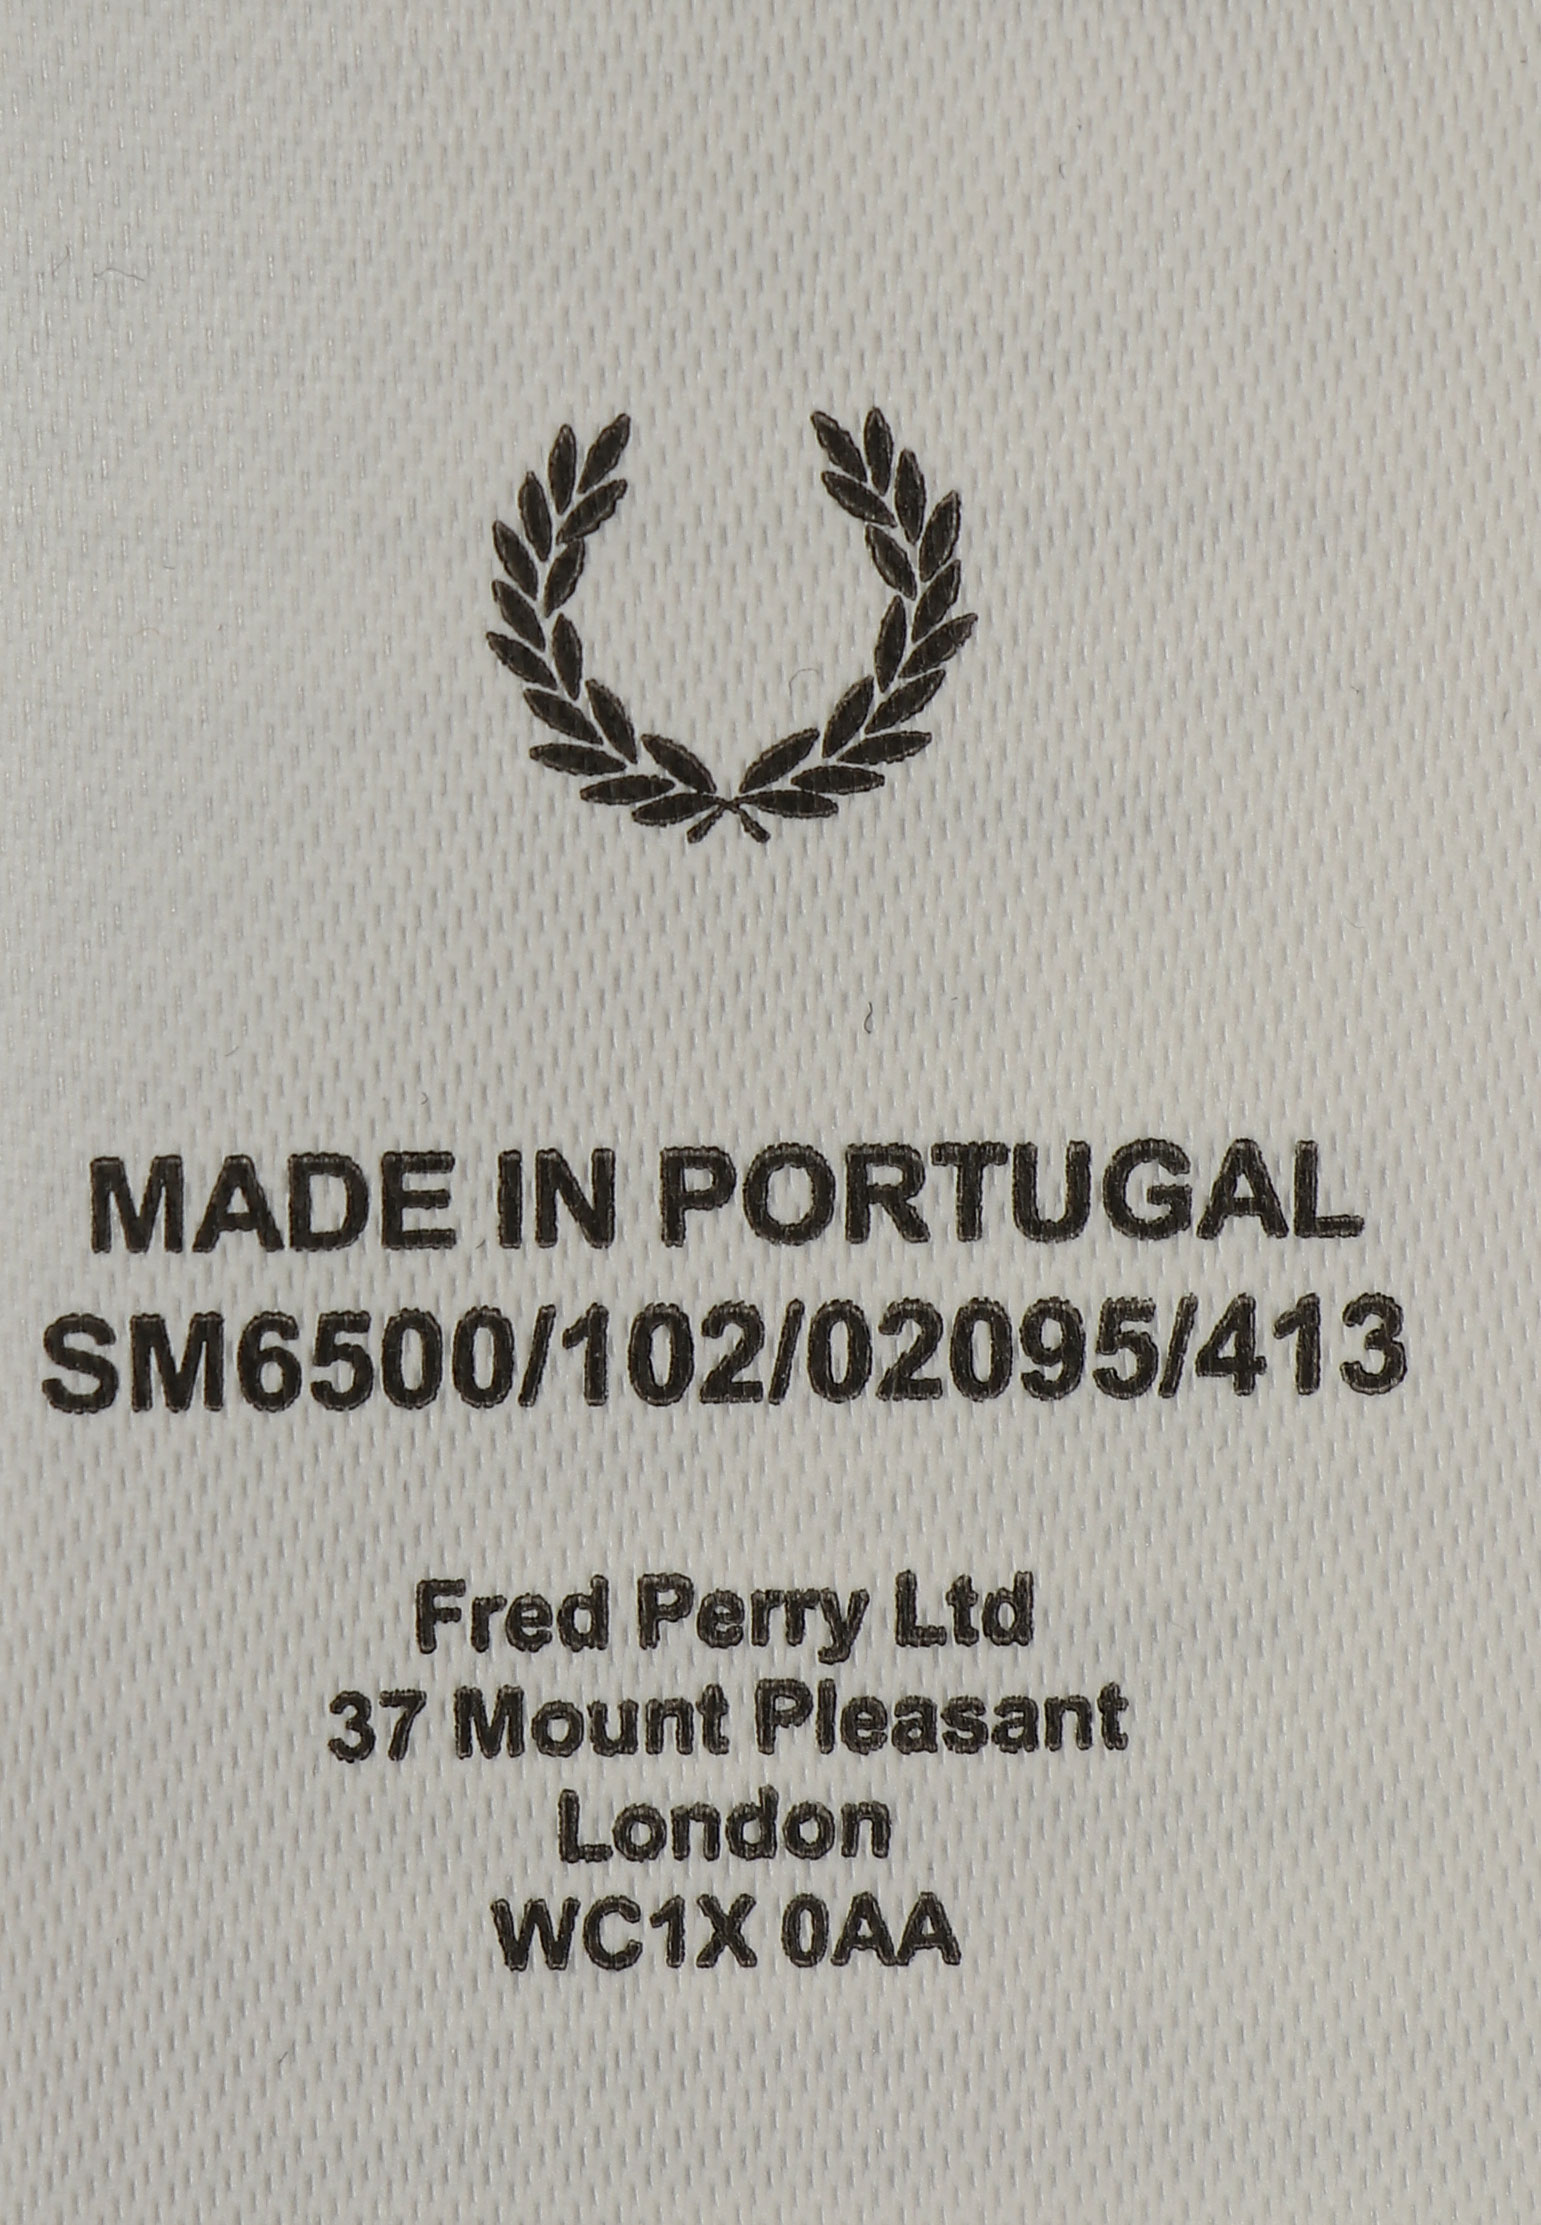 MADE IN PORTUGAL
SM6500/102/02095/413
Fred Perry Ltd
37 Mount Pleasant
London
WC1X 0AA